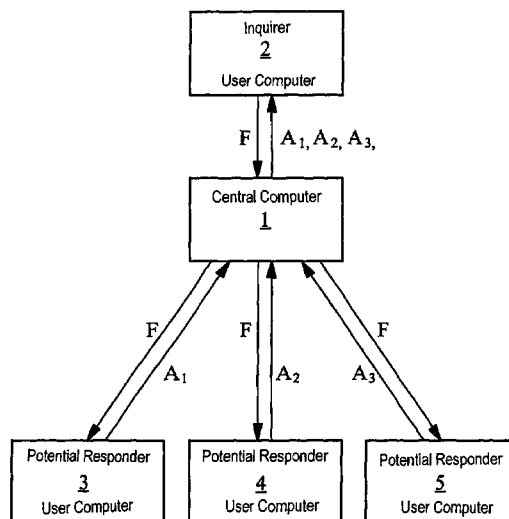 Inquirer
2
User Computer
F
A₁, A₂, A₃,
Central Computer
1
F
A₁
F
A₂
F
A₃
Potential Responder
3
User Computer
Potential Responder
4
User Computer
Potential Responder
5
User Computer